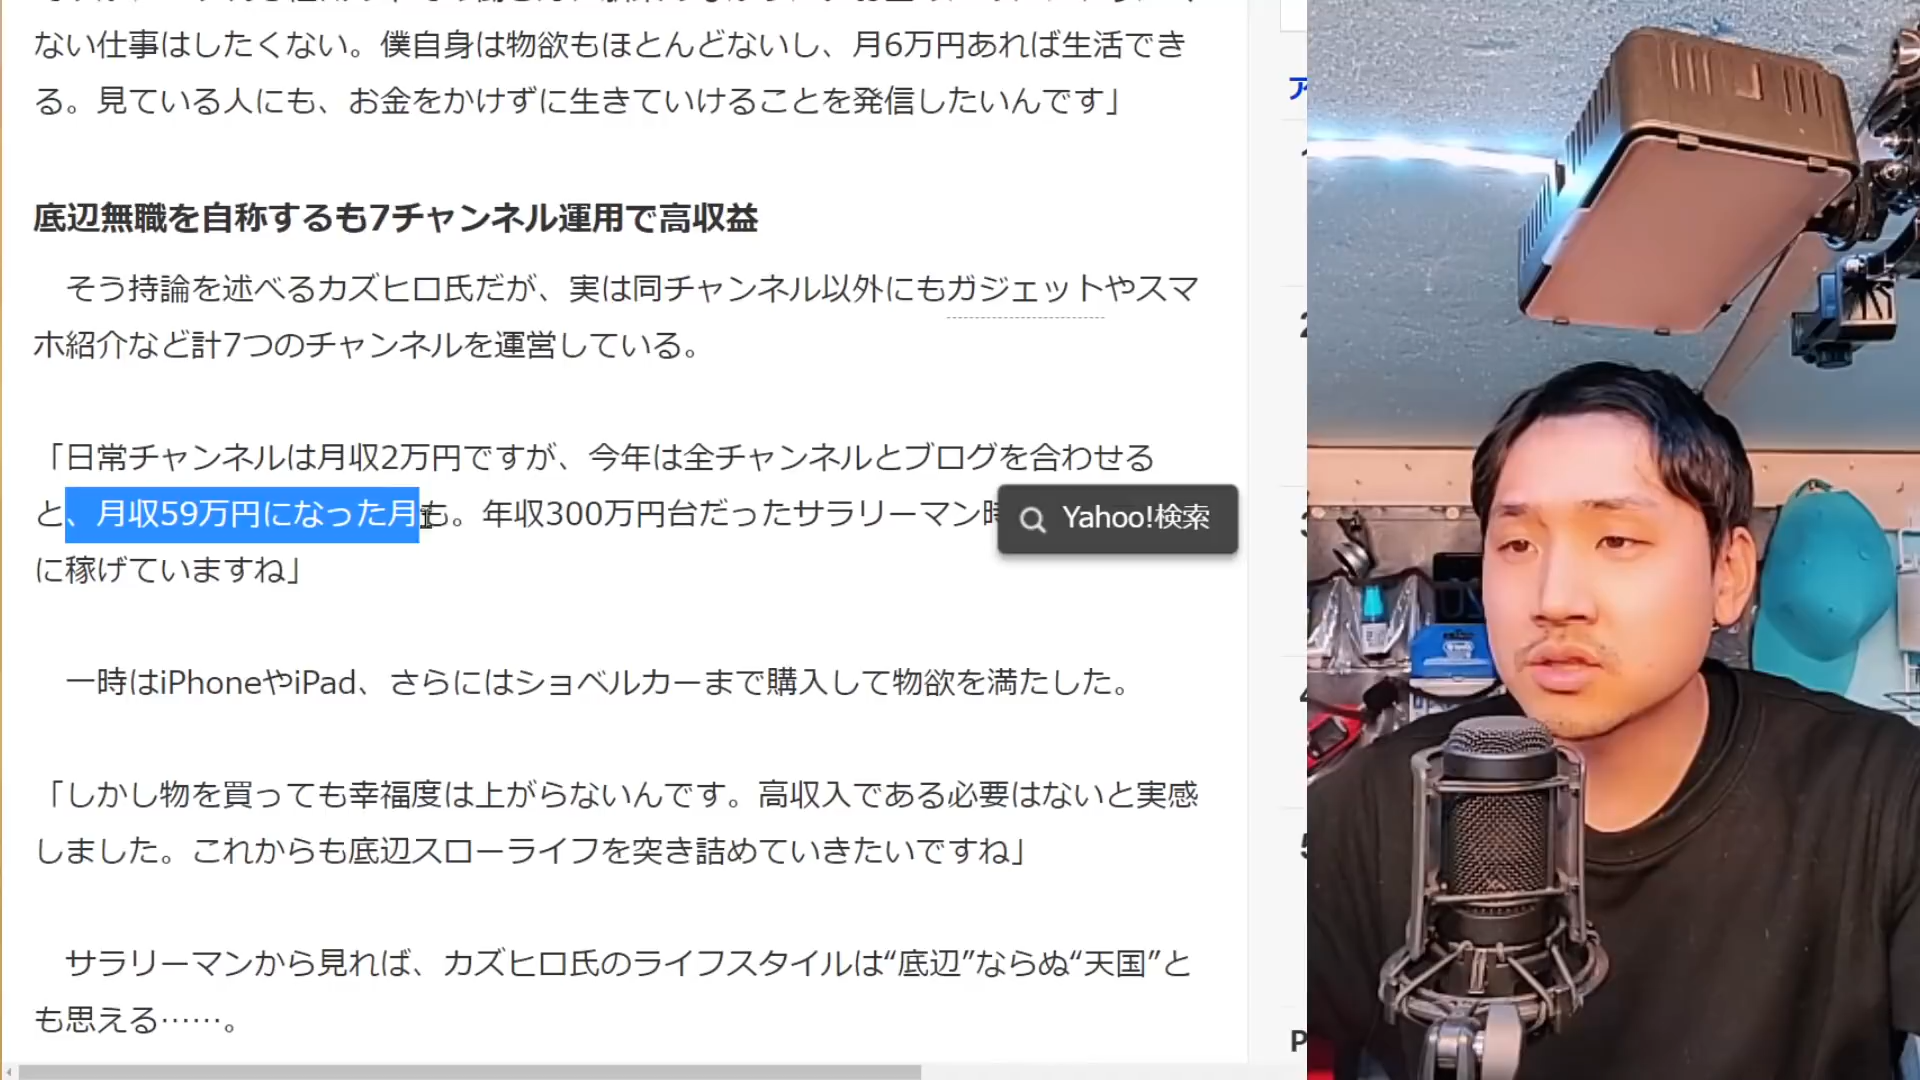 ない仕事はしたくない。僕自身は物欲もほとんどないし、月6万円あれば生活でき
る。見ている人にも、お金をかけずに生きていけることを発信したいんです」
底辺無職を自称するも7チャンネル運用で高収益
そう持論を述べるカズヒロ氏だが、実は同チャンネル以外にもガジェットやスマ
ホ紹介など計7つのチャンネルを運営している。
「日常チャンネルは月収2万円ですが、今年は全チャンネルとブログを合わせる
と、月収59万円になった月も。年収300万円台だったサラリーマン時
Yahoo!検索
に稼げていますね」
一時はiPhoneやiPad、さらにはショベルカーまで購入して物欲を満たした。
「しかし物を買っても幸福度は上がらないんです。高収入である必要はないと実感
しました。これからも底辺スローライフを突き詰めていきたいですね」
サラリーマンから見れば、カズヒロ氏のライフスタイルは“底辺”ならぬ“天国”と
も思える……。